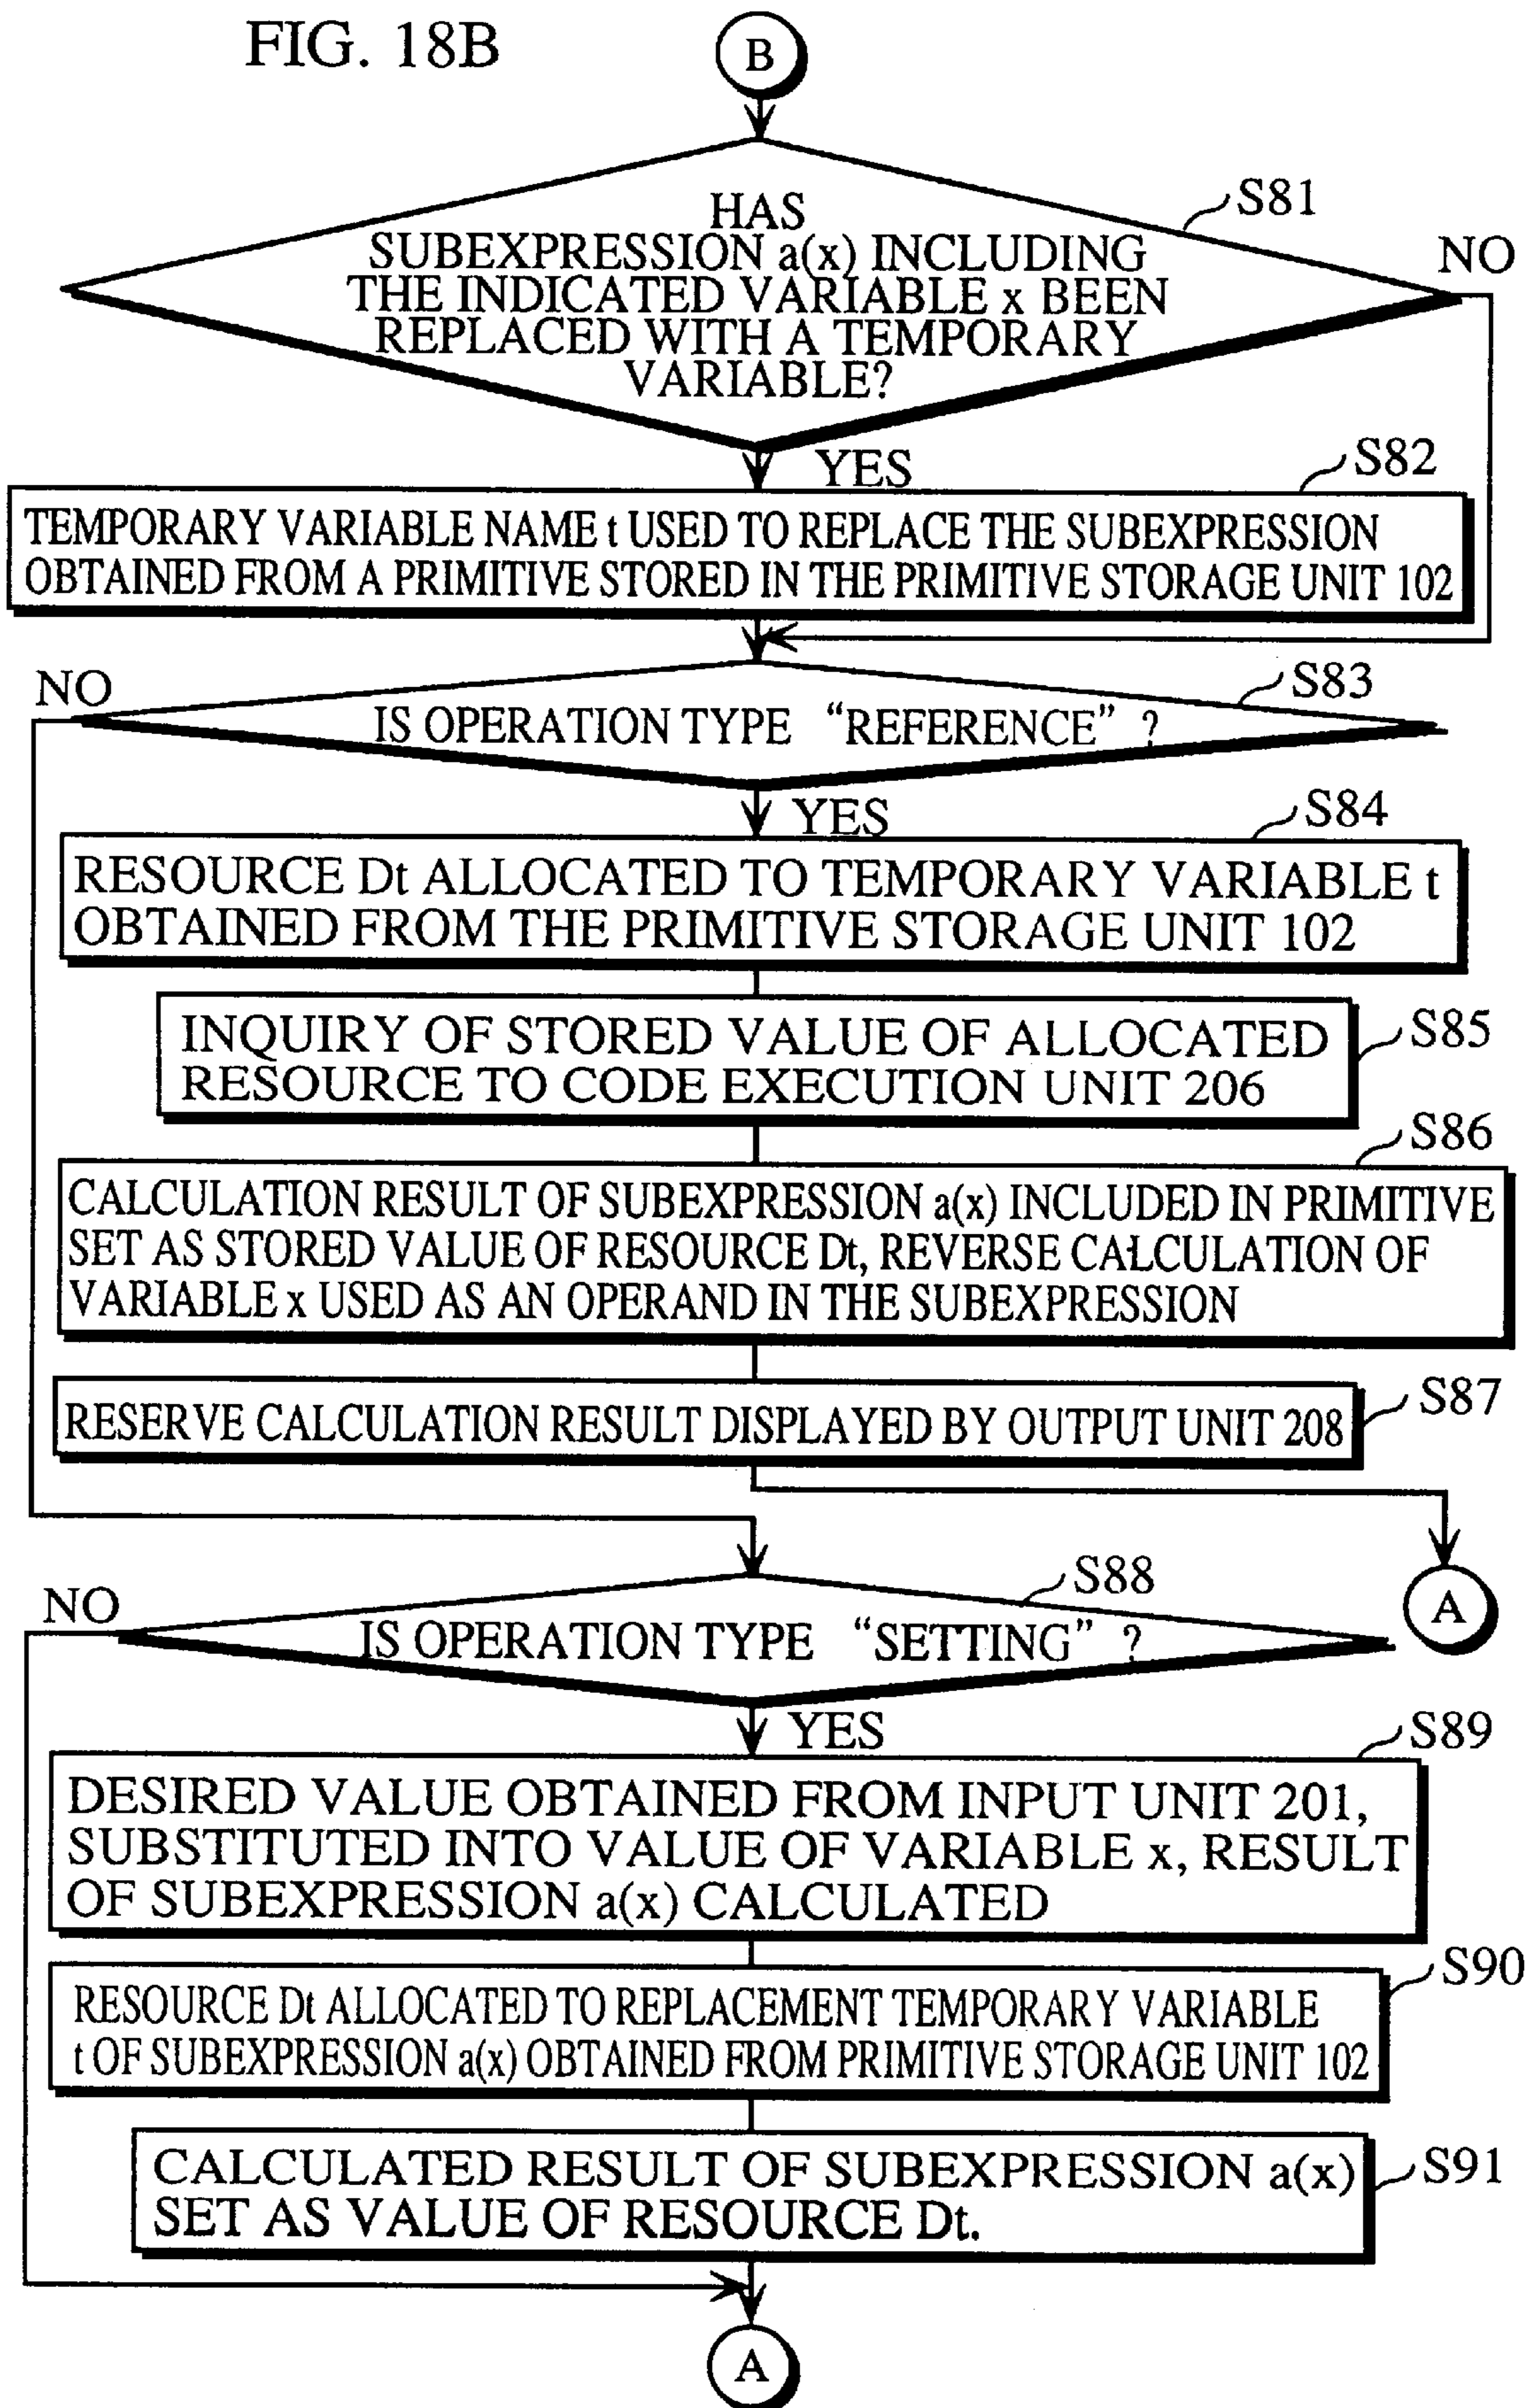 FIG. 18B
B
HAS
SUBEXPRESSION a(x) INCLUDING
THE INDICATED VARIABLE x BEEN
REPLACED WITH A TEMPORARY
VARIABLE?
S81
NO
YES
S82
TEMPORARY VARIABLE NAME t USED TO REPLACE THE SUBEXPRESSION
OBTAINED FROM A PRIMITIVE STORED IN THE PRIMITIVE STORAGE UNIT 102
NO
S83
IS OPERATION TYPE “REFERENCE” ?
YES
S84
RESOURCE Dt ALLOCATED TO TEMPORARY VARIABLE t
OBTAINED FROM THE PRIMITIVE STORAGE UNIT 102
INQUIRY OF STORED VALUE OF ALLOCATED
RESOURCE TO CODE EXECUTION UNIT 206
S85
S86
CALCULATION RESULT OF SUBEXPRESSION a(x) INCLUDED IN PRIMITIVE
SET AS STORED VALUE OF RESOURCE Dt, REVERSE CALCULATION OF
VARIABLE x USED AS AN OPERAND IN THE SUBEXPRESSION
RESERVE CALCULATION RESULT DISPLAYED BY OUTPUT UNIT 208
S87
A
NO
S88
IS OPERATION TYPE “SETTING” ?
YES
S89
DESIRED VALUE OBTAINED FROM INPUT UNIT 201,
SUBSTITUTED INTO VALUE OF VARIABLE x, RESULT
OF SUBEXPRESSION a(x) CALCULATED
S90
RESOURCE Dt ALLOCATED TO REPLACEMENT TEMPORARY VARIABLE
t OF SUBEXPRESSION a(x) OBTAINED FROM PRIMITIVE STORAGE UNIT 102
CALCULATED RESULT OF SUBEXPRESSION a(x)
SET AS VALUE OF RESOURCE Dt.
S91
A